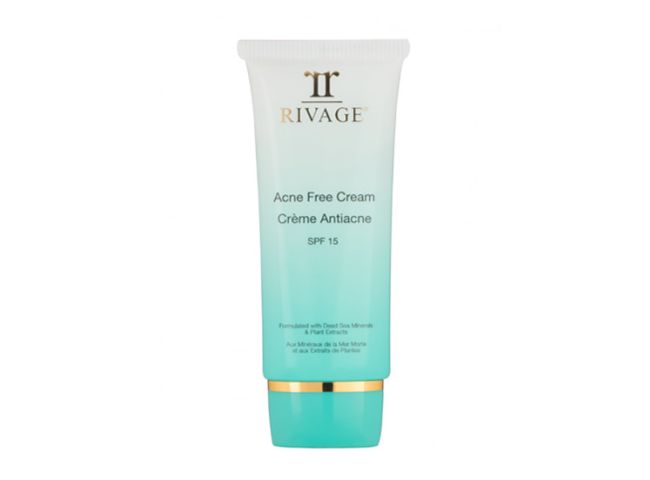 rr
RIVAGE®
Acne Free Cream
Crème Antiacne
SPF 15
Formulated with Dead Sea Minerals
& Plant Extracts
Aux Minéraux de la Mer Morte
et aux Extraits de Plantes